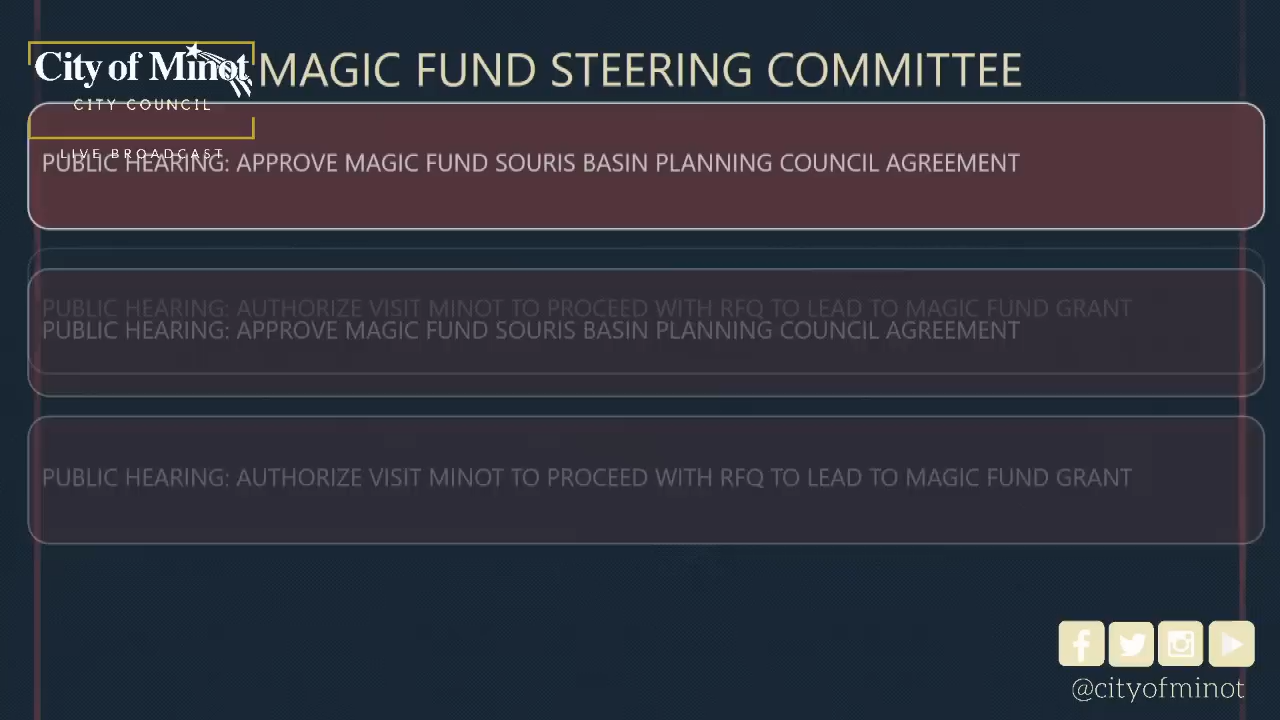 City of Minot
CITY COUNCIL
LIVE BROADCAST
MAGIC FUND STEERING COMMITTEE
PUBLIC HEARING: APPROVE MAGIC FUND SOURIS BASIN PLANNING COUNCIL AGREEMENT
PUBLIC HEARING: AUTHORIZE VISIT MINOT TO PROCEED WITH RFQ TO LEAD TO MAGIC FUND GRANT
PUBLIC HEARING: APPROVE MAGIC FUND SOURIS BASIN PLANNING COUNCIL AGREEMENT
PUBLIC HEARING: AUTHORIZE VISIT MINOT TO PROCEED WITH RFQ TO LEAD TO MAGIC FUND GRANT
@cityofminot